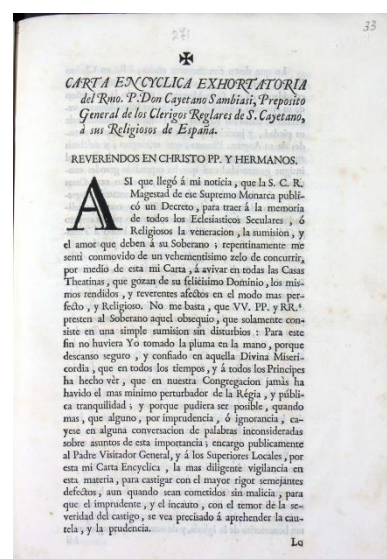 33
271
✠
CARTA ENCYCLICA EXHORTATORIA
del Rmo. P. Don Cayetano Sambiasi, Preposito
General de los Clerigos Reglares de S. Cayetano,
á sus Religiosos de España.
REVERENDOS EN CHRISTO PP. Y HERMANOS.
ASI que llegó á mi noticia, que la S. C. R.
Magestad de ese Supremo Monarca publi-
có un Decreto, para traer á la memoria
de todos los Eclesiasticos Seculares, ó
Religiosos la veneracion, la sumision, y
el amor que deben á su Soberano; repentinamente me
sentí conmovido de un vehementisimo zelo de concurrir,
por medio de esta mi Carta, á avivar en todas las Casas
Theatinas, que gozan de su felicisimo Dominio, los mis-
mos rendidos, y reverentes afectos en el modo mas per-
fecto, y Religioso. No me basta, que VV. PP. y RR.ˢ
presten al Soberano aquel obsequio, que solamente con-
siste en una simple sumision sin disturbios: Para este
fin no huviera Yo tomado la pluma en la mano, porque
descanso seguro, y confiado en aquella Divina Miseri-
cordia, que en todos los tiempos, y á todos los Principes
ha hecho vèr, que en nuestra Congregacion jamàs ha
havido el mas minimo perturbador de la Régia, y públi-
ca tranquilidad; y porque pudiera ser posible, quando
mas, que alguno, por imprudencia, ó ignorancia, ca-
yese en alguna conversacion de palabras inconsideradas
sobre asuntos de esta importancia; encargo publicamente
al Padre Visitador General, y á los Superiores Locales, por
esta mi Carta Encyclica, la mas diligente vigilancia en
esta materia, para castigar con el mayor rigor semejantes
defectos, aun quando sean cometidos sin malicia, para
que el imprudente, y el incauto, con el temor de la se-
veridad del castigo, se vea precisado á aprehender la cau-
tela, y la prudencia.
Lo